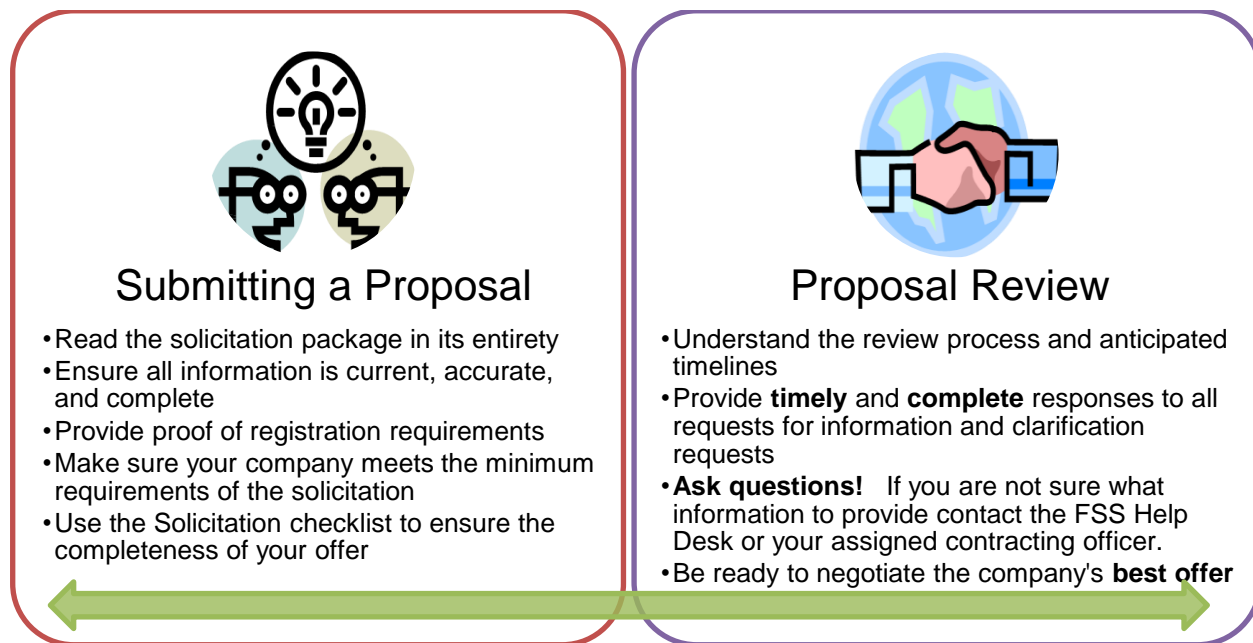 Submitting a Proposal
•Read the solicitation package in its entirety
•Ensure all information is current, accurate,
and complete
•Provide proof of registration requirements
•Make sure your company meets the minimum
requirements of the solicitation
•Use the Solicitation checklist to ensure the
completeness of your offer
Proposal Review
•Understand the review process and anticipated
timelines
•Provide timely and complete responses to all
requests for information and clarification
requests
•Ask questions!   If you are not sure what
information to provide contact the FSS Help
Desk or your assigned contracting officer.
•Be ready to negotiate the company's best offer